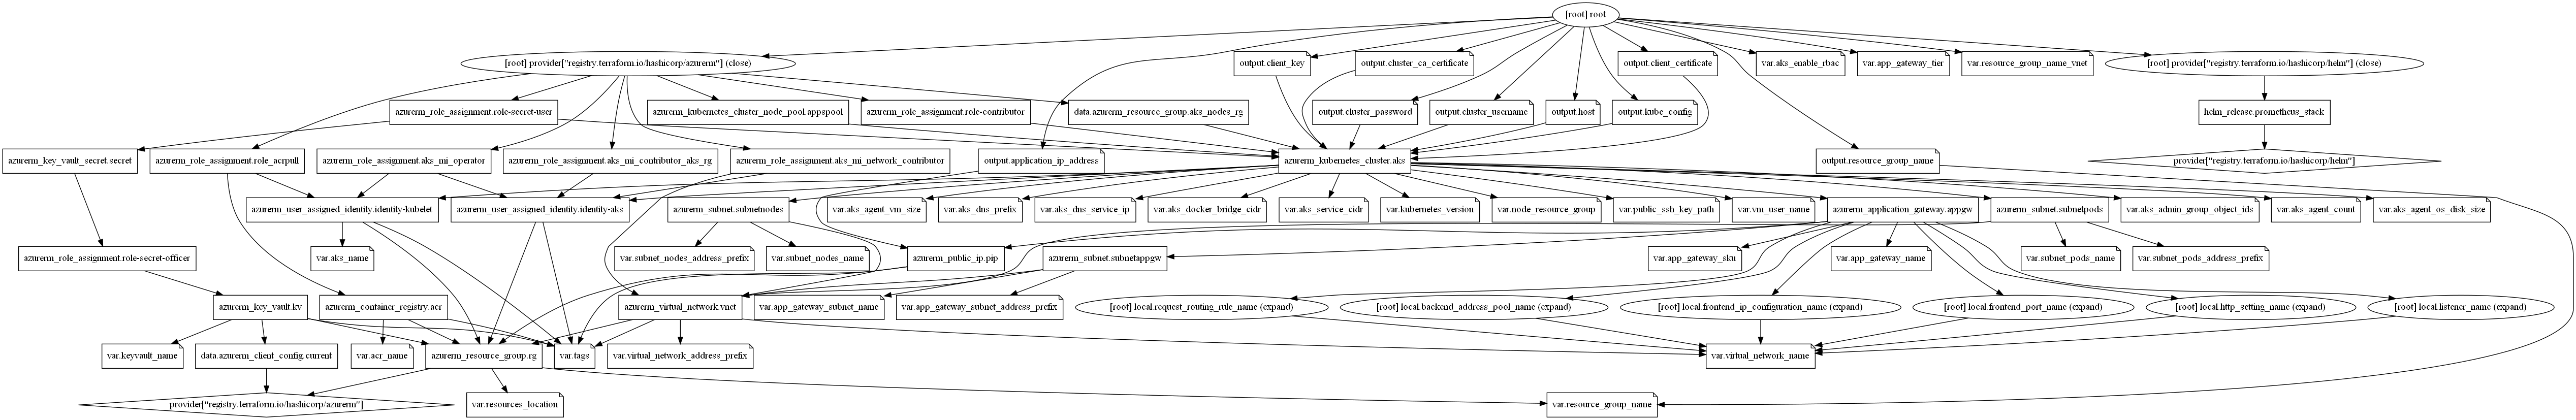 [root] root
[root] provider["registry.terraform.io/hashicorp/azurerm"] (close)
output.client_key
output.cluster_ca_certificate
output.client_certificate
var.aks_enable_rbac
var.app_gateway_tier
var.resource_group_name_vnet
[root] provider["registry.terraform.io/hashicorp/helm"] (close)
azurerm_role_assignment.role-secret-user
azurerm_kubernetes_cluster_node_pool.appspool
azurerm_role_assignment.role-contributor
data.azurerm_resource_group.aks_nodes_rg
output.cluster_password
output.cluster_username
output.host
output.kube_config
helm_release.prometheus_stack
azurerm_key_vault_secret.secret
azurerm_role_assignment.role_acrpull
azurerm_role_assignment.aks_mi_operator
azurerm_role_assignment.aks_mi_contributor_aks_rg
azurerm_role_assignment.aks_mi_network_contributor
output.application_ip_address
azurerm_kubernetes_cluster.aks
output.resource_group_name
provider["registry.terraform.io/hashicorp/helm"]
azurerm_user_assigned_identity.identity-kubelet
azurerm_user_assigned_identity.identity-aks
azurerm_subnet.subnetnodes
var.aks_agent_vm_size
var.aks_dns_prefix
var.aks_dns_service_ip
var.aks_docker_bridge_cidr
var.aks_service_cidr
var.kubernetes_version
var.node_resource_group
var.public_ssh_key_path
var.vm_user_name
azurerm_application_gateway.appgw
azurerm_subnet.subnetpods
var.aks_admin_group_object_ids
var.aks_agent_count
var.aks_agent_os_disk_size
azurerm_role_assignment.role-secret-officer
var.aks_name
var.subnet_nodes_address_prefix
var.subnet_nodes_name
azurerm_public_ip.pip
azurerm_subnet.subnetappgw
var.app_gateway_sku
var.app_gateway_name
var.subnet_pods_name
var.subnet_pods_address_prefix
azurerm_key_vault.kv
azurerm_container_registry.acr
azurerm_virtual_network.vnet
var.app_gateway_subnet_name
var.app_gateway_subnet_address_prefix
[root] local.request_routing_rule_name (expand)
[root] local.backend_address_pool_name (expand)
[root] local.frontend_ip_configuration_name (expand)
[root] local.frontend_port_name (expand)
[root] local.http_setting_name (expand)
[root] local.listener_name (expand)
var.keyvault_name
data.azurerm_client_config.current
var.acr_name
azurerm_resource_group.rg
var.tags
var.virtual_network_address_prefix
var.virtual_network_name
provider["registry.terraform.io/hashicorp/azurerm"]
var.resources_location
var.resource_group_name